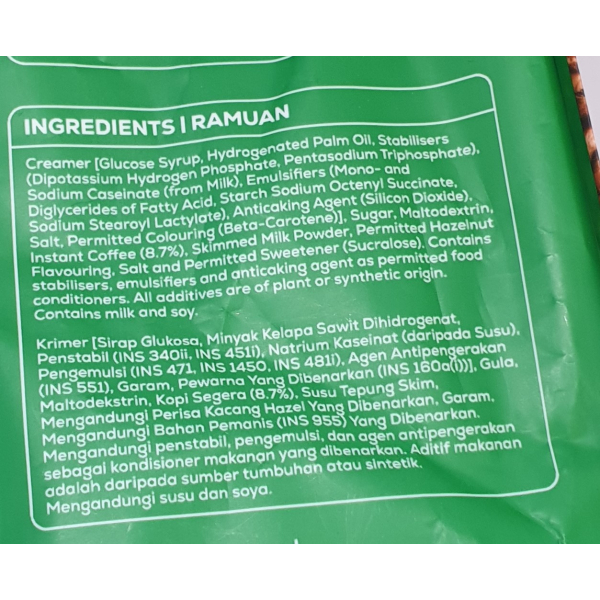 INGREDIENTS | RAMUAN
Creamer [Glucose Syrup, Hydrogenated Palm Oil, Stabilisers
(Dipotassium Hydrogen Phosphate, Pentasodium Triphosphate),
Sodium Caseinate (from Milk), Emulsifiers (Mono- and
Diglycerides of Fatty Acid, Starch Sodium Octenyl Succinate,
Sodium Stearoyl Lactylate), Anticaking Agent (Silicon Dioxide),
Salt, Permitted Colouring (Beta-Carotene)], Sugar, Maltodextrin,
Instant Coffee (8.7%), Skimmed Milk Powder, Permitted Hazelnut
Flavouring, Salt and Permitted Sweetener (Sucralose). Contains
stabilisers, emulsifiers and anticaking agent as permitted food
conditioners. All additives are of plant or synthetic origin.
Contains milk and soy.
Krimer [Sirap Glukosa, Minyak Kelapa Sawit Dihidrogenat,
Penstabil (INS 340ii, INS 451i), Natrium Kaseinat (daripada Susu),
Pengemulsi (INS 471, INS 1450, INS 481i), Agen Antipengerakan
(INS 551), Garam, Pewarna Yang Dibenarkan (INS 160a(i))], Gula,
Maltodekstrin, Kopi Segera (8.7%), Susu Tepung Skim,
Mengandungi Perisa Kacang Hazel Yang Dibenarkan, Garam,
Mengandungi Bahan Pemanis (INS 955) Yang Dibenarkan.
Mengandungi penstabil, pengemulsi, dan agen antipengerakan
sebagai kondisioner makanan yang dibenarkan. Aditif makanan
adalah daripada sumber tumbuhan atau sintetik.
Mengandungi susu dan soya.